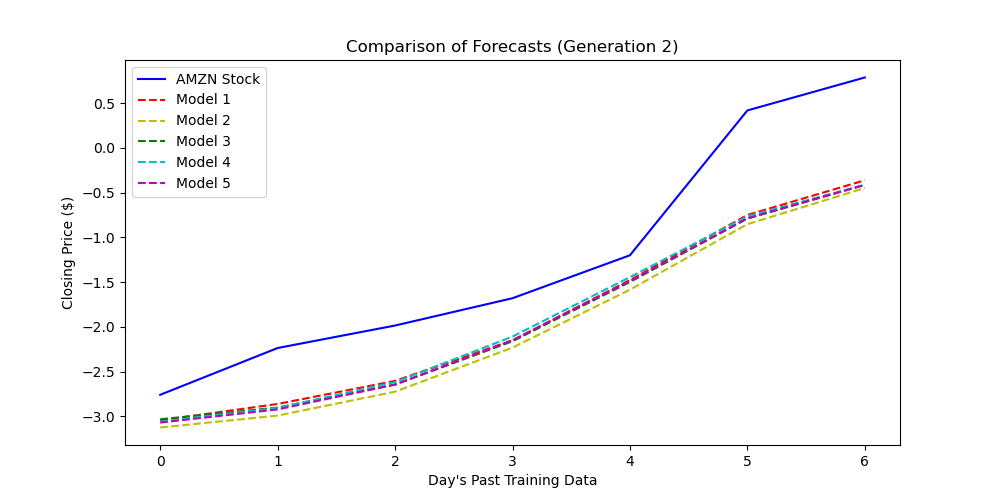 Comparison of Forecasts (Generation 2)
AMZN Stock
Model 1
Model 2
Model 3
Model 4
Model 5
Closing Price ($)
0.5
0.0
−0.5
−1.0
−1.5
−2.0
−2.5
−3.0
0 1 2 3 4 5 6
Day's Past Training Data